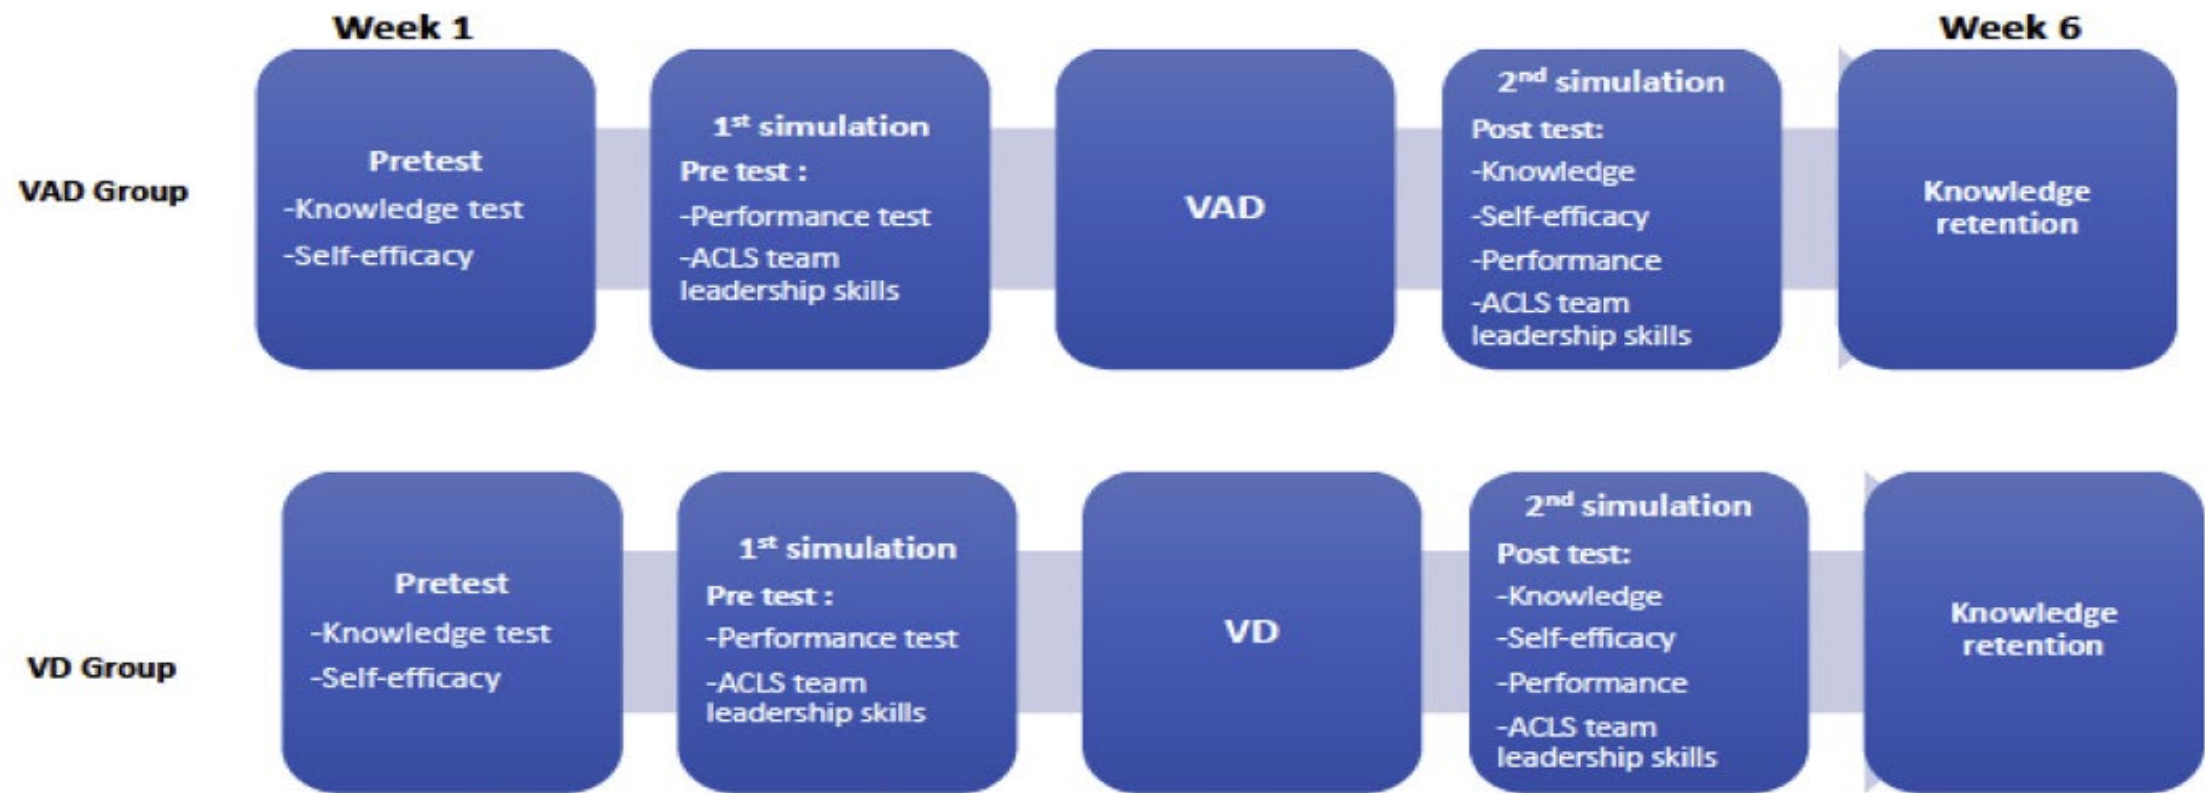 Week 1
Week 6
VAD Group
Pretest
-Knowledge test
-Self-efficacy
1st simulation
Pre test :
-Performance test
-ACLS team
leadership skills
VAD
2nd simulation
Post test:
-Knowledge
-Self-efficacy
-Performance
-ACLS team
leadership skills
Knowledge
retention
VD Group
Pretest
-Knowledge test
-Self-efficacy
1st simulation
Pre test :
-Performance test
-ACLS team
leadership skills
VD
2nd simulation
Post test:
-Knowledge
-Self-efficacy
-Performance
-ACLS team
leadership skills
Knowledge
retention